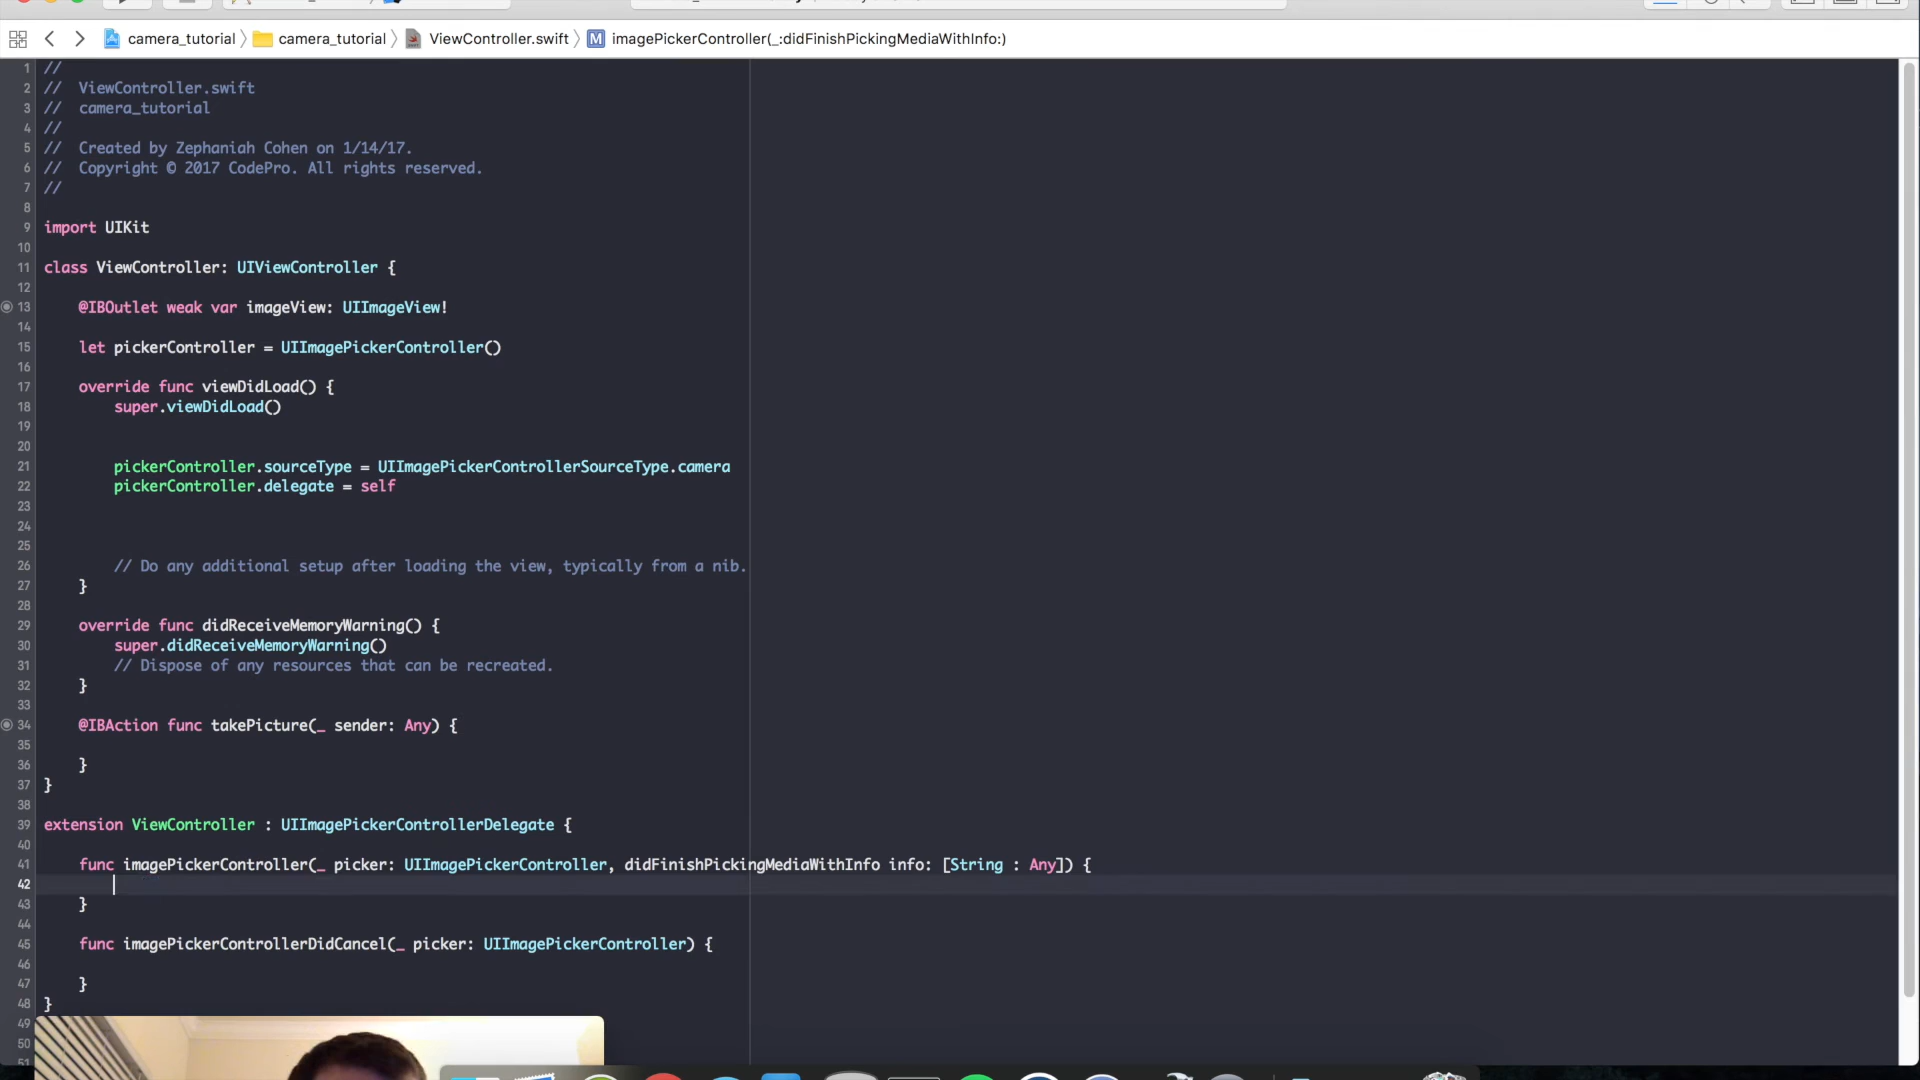 camera_tutorial camera_tutorial ViewController.swift M imagePickerController(_:didFinishPickingMediaWithInfo:)
1 //
2 // ViewController.swift
3 // camera_tutorial
4 //
5 // Created by Zephaniah Cohen on 1/14/17.
6 // Copyright © 2017 CodePro. All rights reserved.
7 //
8
9 import UIKit
10
11 class ViewController: UIViewController {
12
13 @IBOutlet weak var imageView: UIImageView!
14
15 let pickerController = UIImagePickerController()
16
17 override func viewDidLoad() {
18 super.viewDidLoad()
19
20
21 pickerController.sourceType = UIImagePickerControllerSourceType.camera
22 pickerController.delegate = self
23
24
25
26 // Do any additional setup after loading the view, typically from a nib.
27 }
28
29 override func didReceiveMemoryWarning() {
30 super.didReceiveMemoryWarning()
31 // Dispose of any resources that can be recreated.
32 }
33
34 @IBAction func takePicture(_ sender: Any) {
35
36 }
37 }
38
39 extension ViewController : UIImagePickerControllerDelegate {
40
41 func imagePickerController(_ picker: UIImagePickerController, didFinishPickingMediaWithInfo info: [String : Any]) {
42
43 }
44
45 func imagePickerControllerDidCancel(_ picker: UIImagePickerController) {
46
47 }
48 }
49
50
51